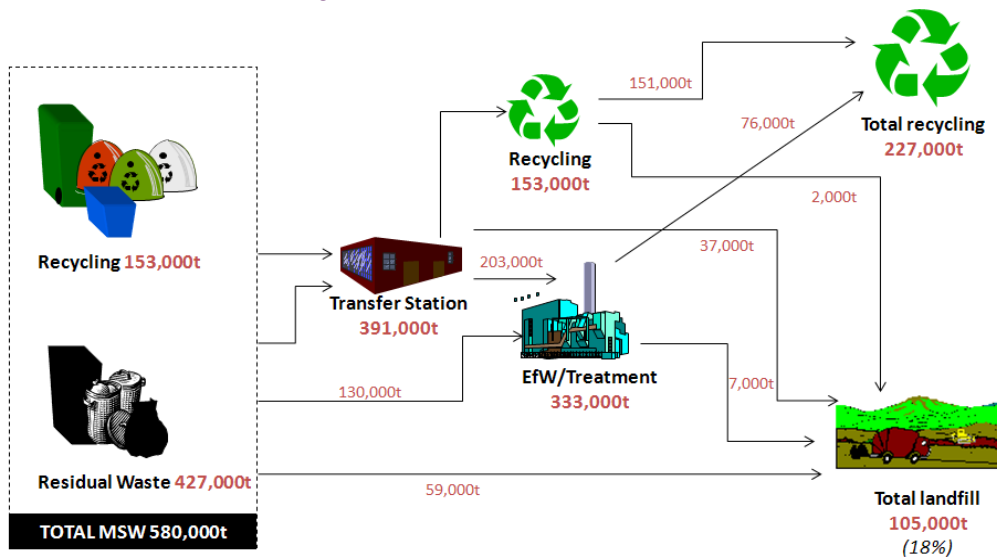 151,000t
76,000t
Total recycling
227,000t
Recycling
153,000t
2,000t
Recycling 153,000t
37,000t
203,000t
Transfer Station
391,000t
EfW/Treatment
333,000t
130,000t
7,000t
Residual Waste 427,000t
59,000t
Total landfill
105,000t
(18%)
TOTAL MSW 580,000t